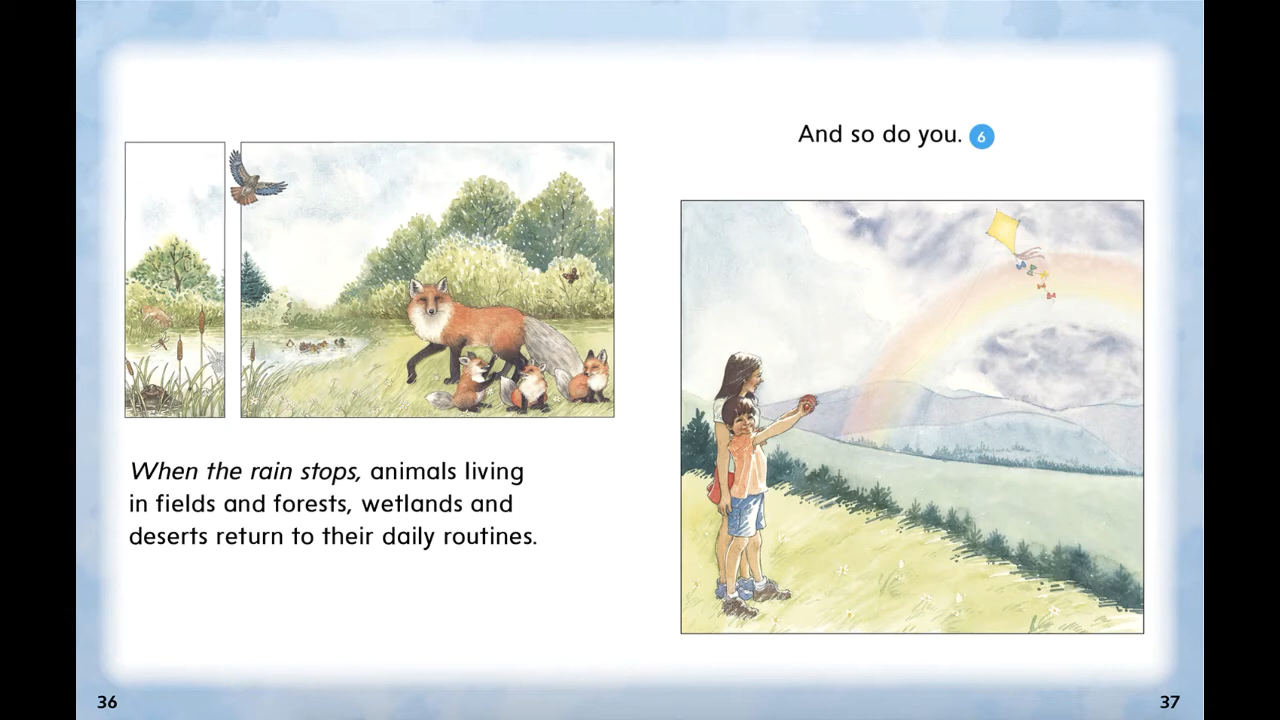 When the rain stops, animals living
in fields and forests, wetlands and
deserts return to their daily routines.
36
And so do you. 6
37